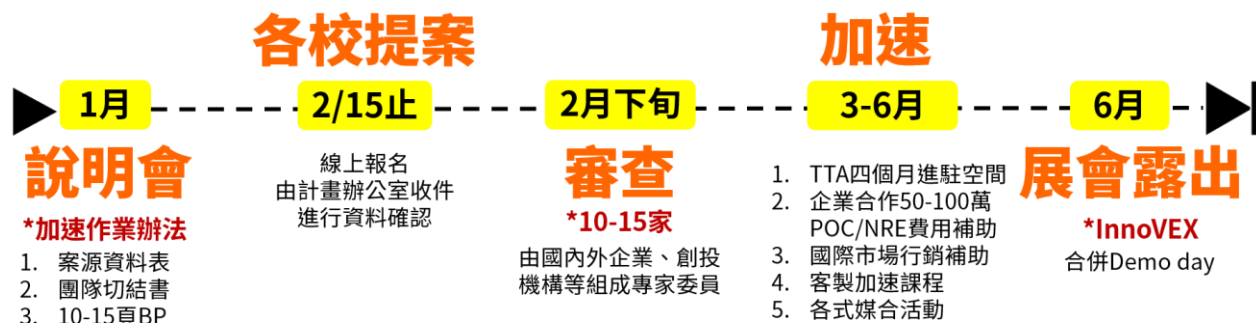 各校提案
加速
1月
2/15止
2月下旬
3-6月
6月
說明會
*加速作業辦法
1. 案源資料表
2. 團隊切結書
3. 10-15頁BP
線上報名
由計畫辦公室收件
進行資料確認
審查
*10-15家
由國內外企業、創投
機構等組成專家委員
1. TTA四個月進駐空間
2. 企業合作50-100萬
POC/NRE費用補助
3. 國際市場行銷補助
4. 客製加速課程
5. 各式媒合活動
展會露出
*InnoVEX
合併Demo day